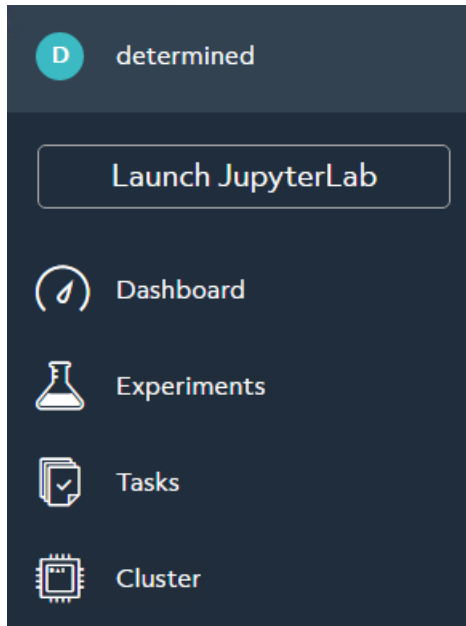 D determined
Launch JupyterLab
Dashboard
Experiments
Tasks
Cluster